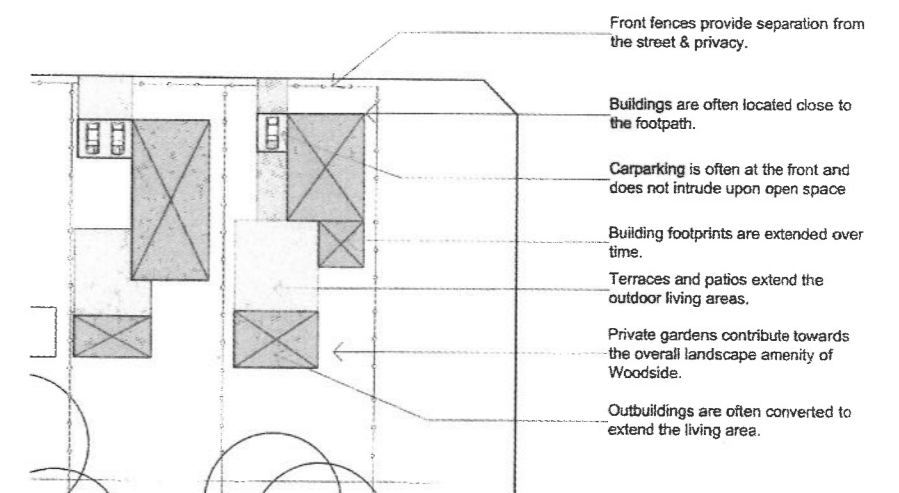 Front fences provide separation from
the street & privacy.
Buildings are often located close to
the footpath.
Carparking is often at the front and
does not intrude upon open space
Building footprints are extended over
time.
Terraces and patios extend the
outdoor living areas.
Private gardens contribute towards
the overall landscape amenity of
Woodside.
Outbuildings are often converted to
extend the living area.